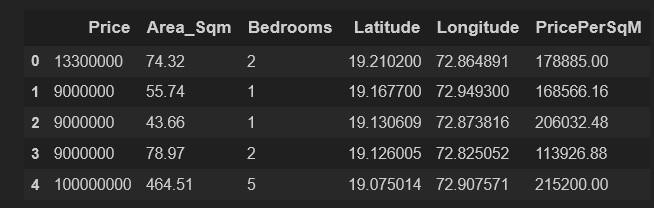 Price Area_Sqm Bedrooms Latitude Longitude PricePerSqM
0 13300000 74.32 2 19.210200 72.864891 178885.00
1 9000000 55.74 1 19.167700 72.949300 168566.16
2 9000000 43.66 1 19.130609 72.873816 206032.48
3 9000000 78.97 2 19.126005 72.825052 113926.88
4 100000000 464.51 5 19.075014 72.907571 215200.00